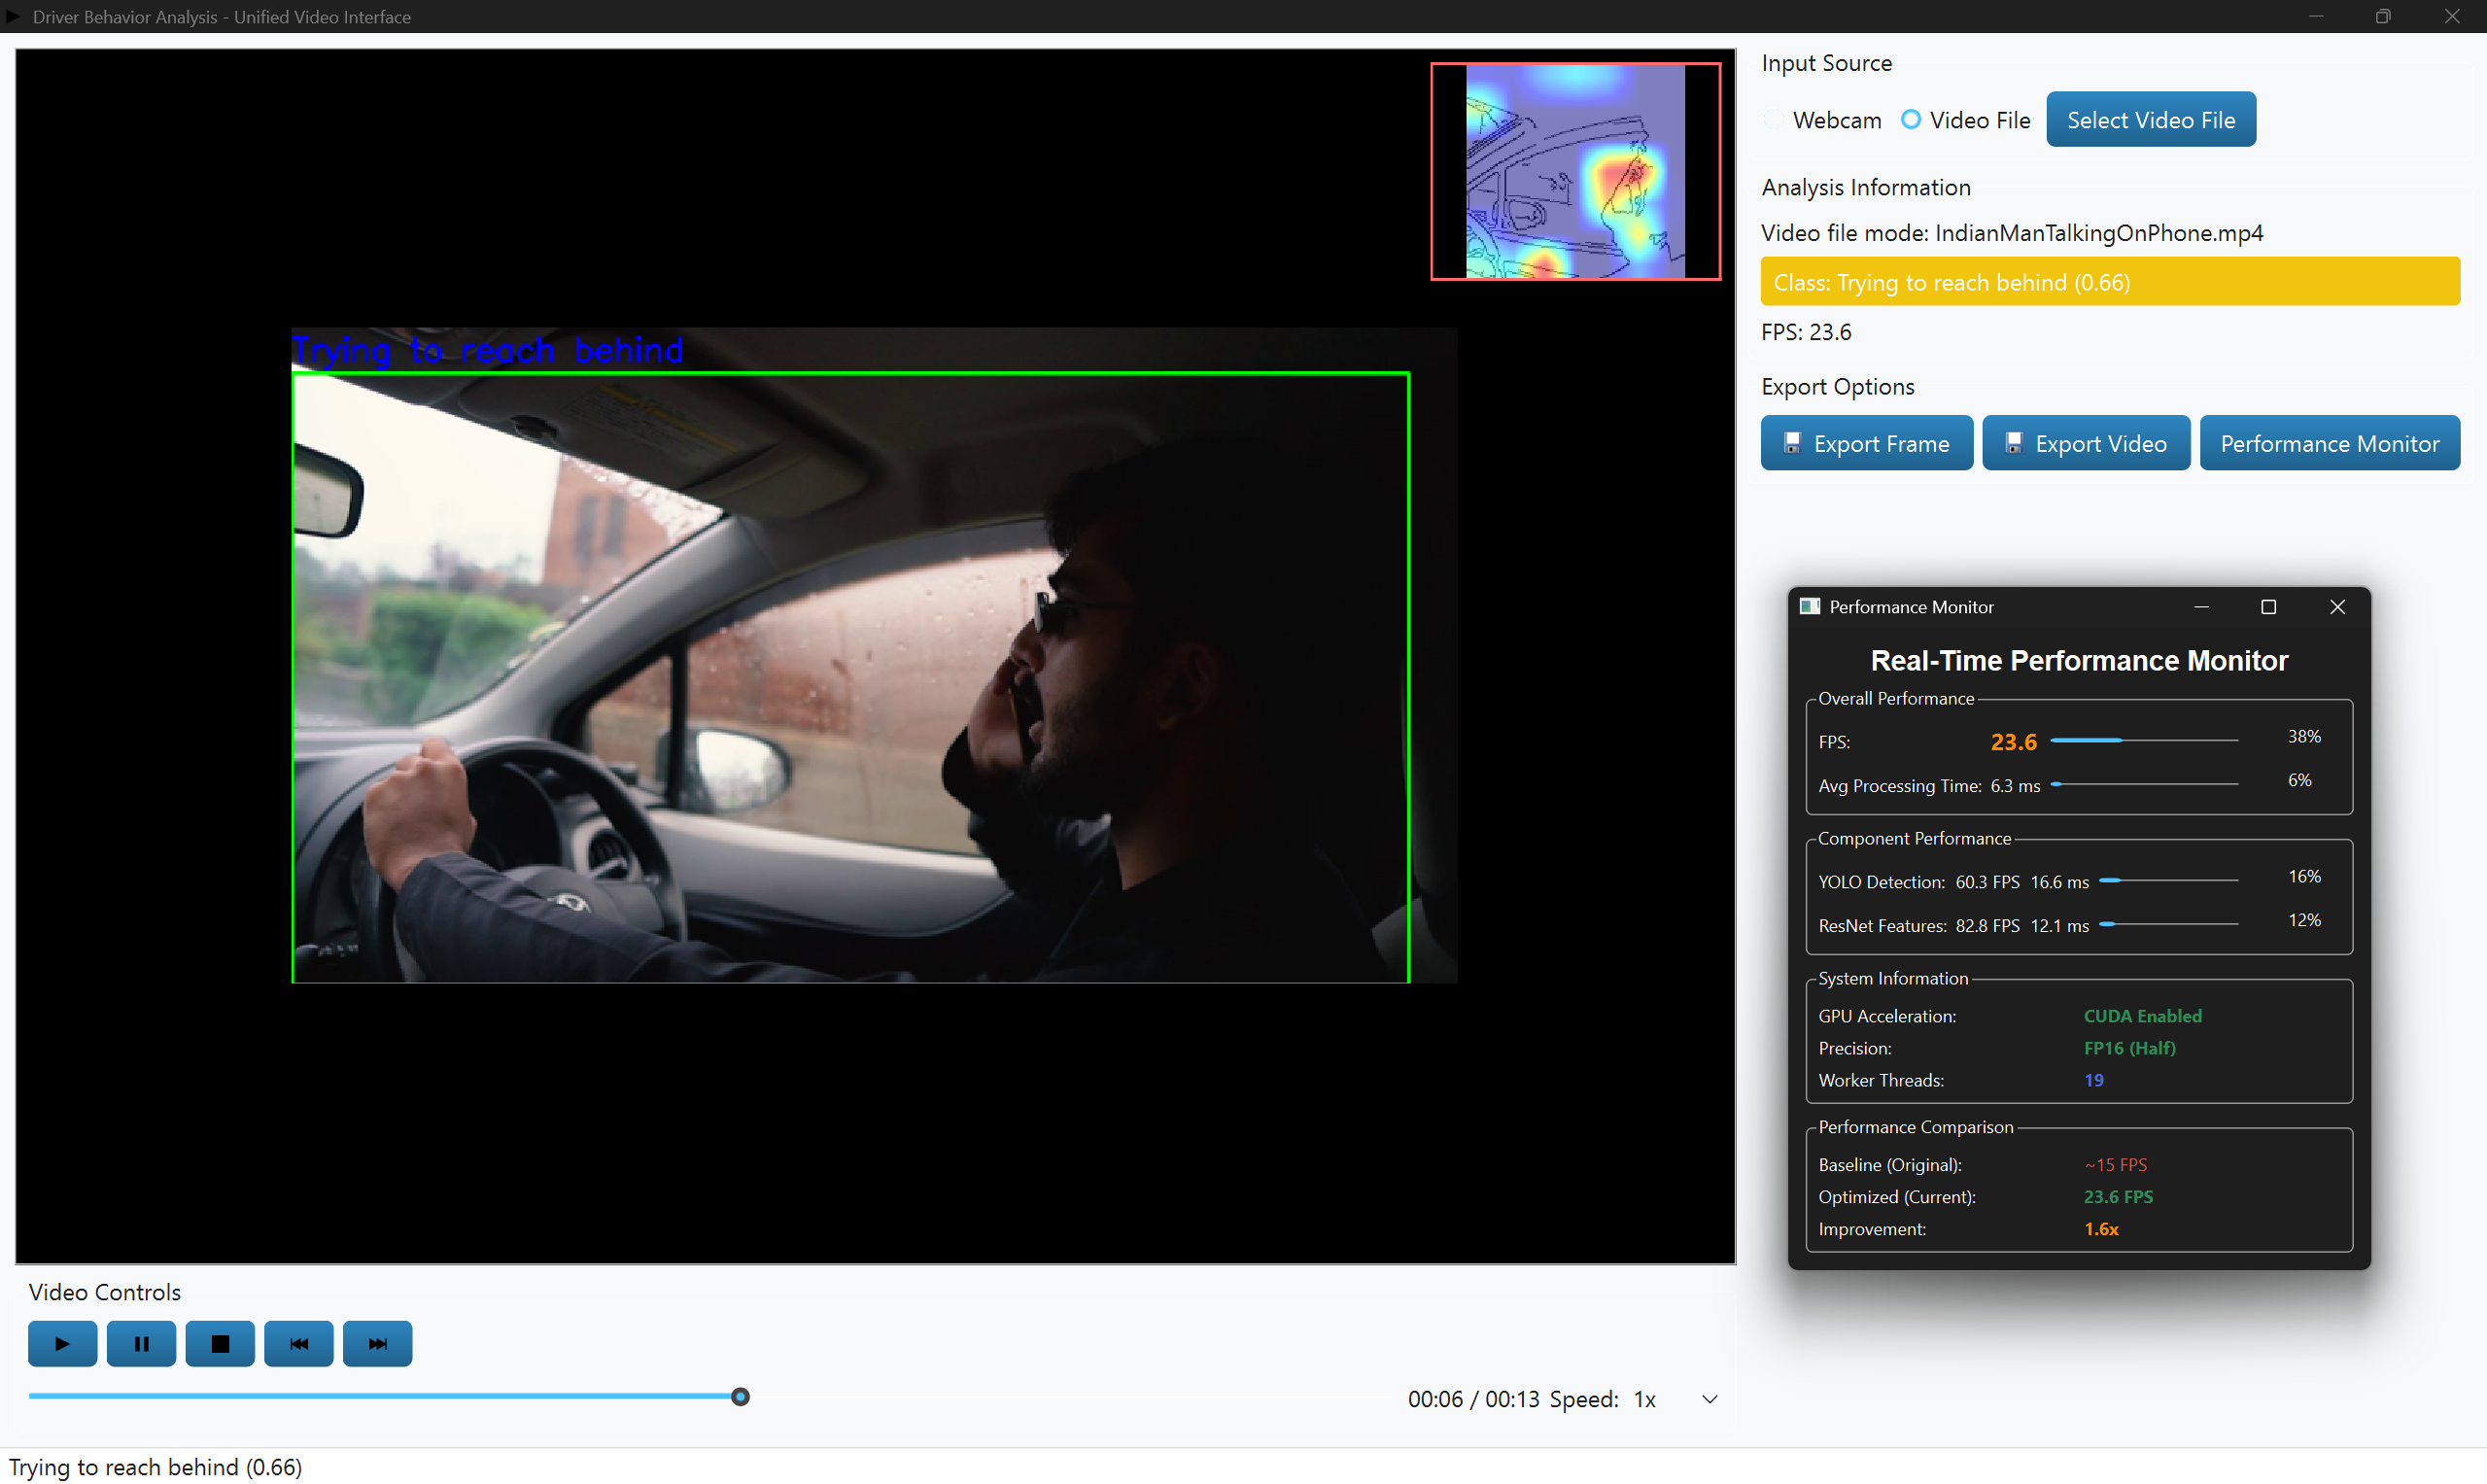 Driver Behavior Analysis - Unified Video Interface
Input Source
Webcam Video File Select Video File
Analysis Information
Video file mode: IndianManTalkingOnPhone.mp4
Class: Trying to reach behind (0.66)
FPS: 23.6
Export Options
Export Frame Export Video Performance Monitor
Trying to reach behind
Performance Monitor
Real-Time Performance Monitor
Overall Performance
FPS: 23.6 38%
Avg Processing Time: 6.3 ms 6%
Component Performance
YOLO Detection: 60.3 FPS 16.6 ms 16%
ResNet Features: 82.8 FPS 12.1 ms 12%
System Information
GPU Acceleration: CUDA Enabled
Precision: FP16 (Half)
Worker Threads: 19
Performance Comparison
Baseline (Original): ~15 FPS
Optimized (Current): 23.6 FPS
Improvement: 1.6x
Video Controls
00:06 / 00:13 Speed: 1x
Trying to reach behind (0.66)